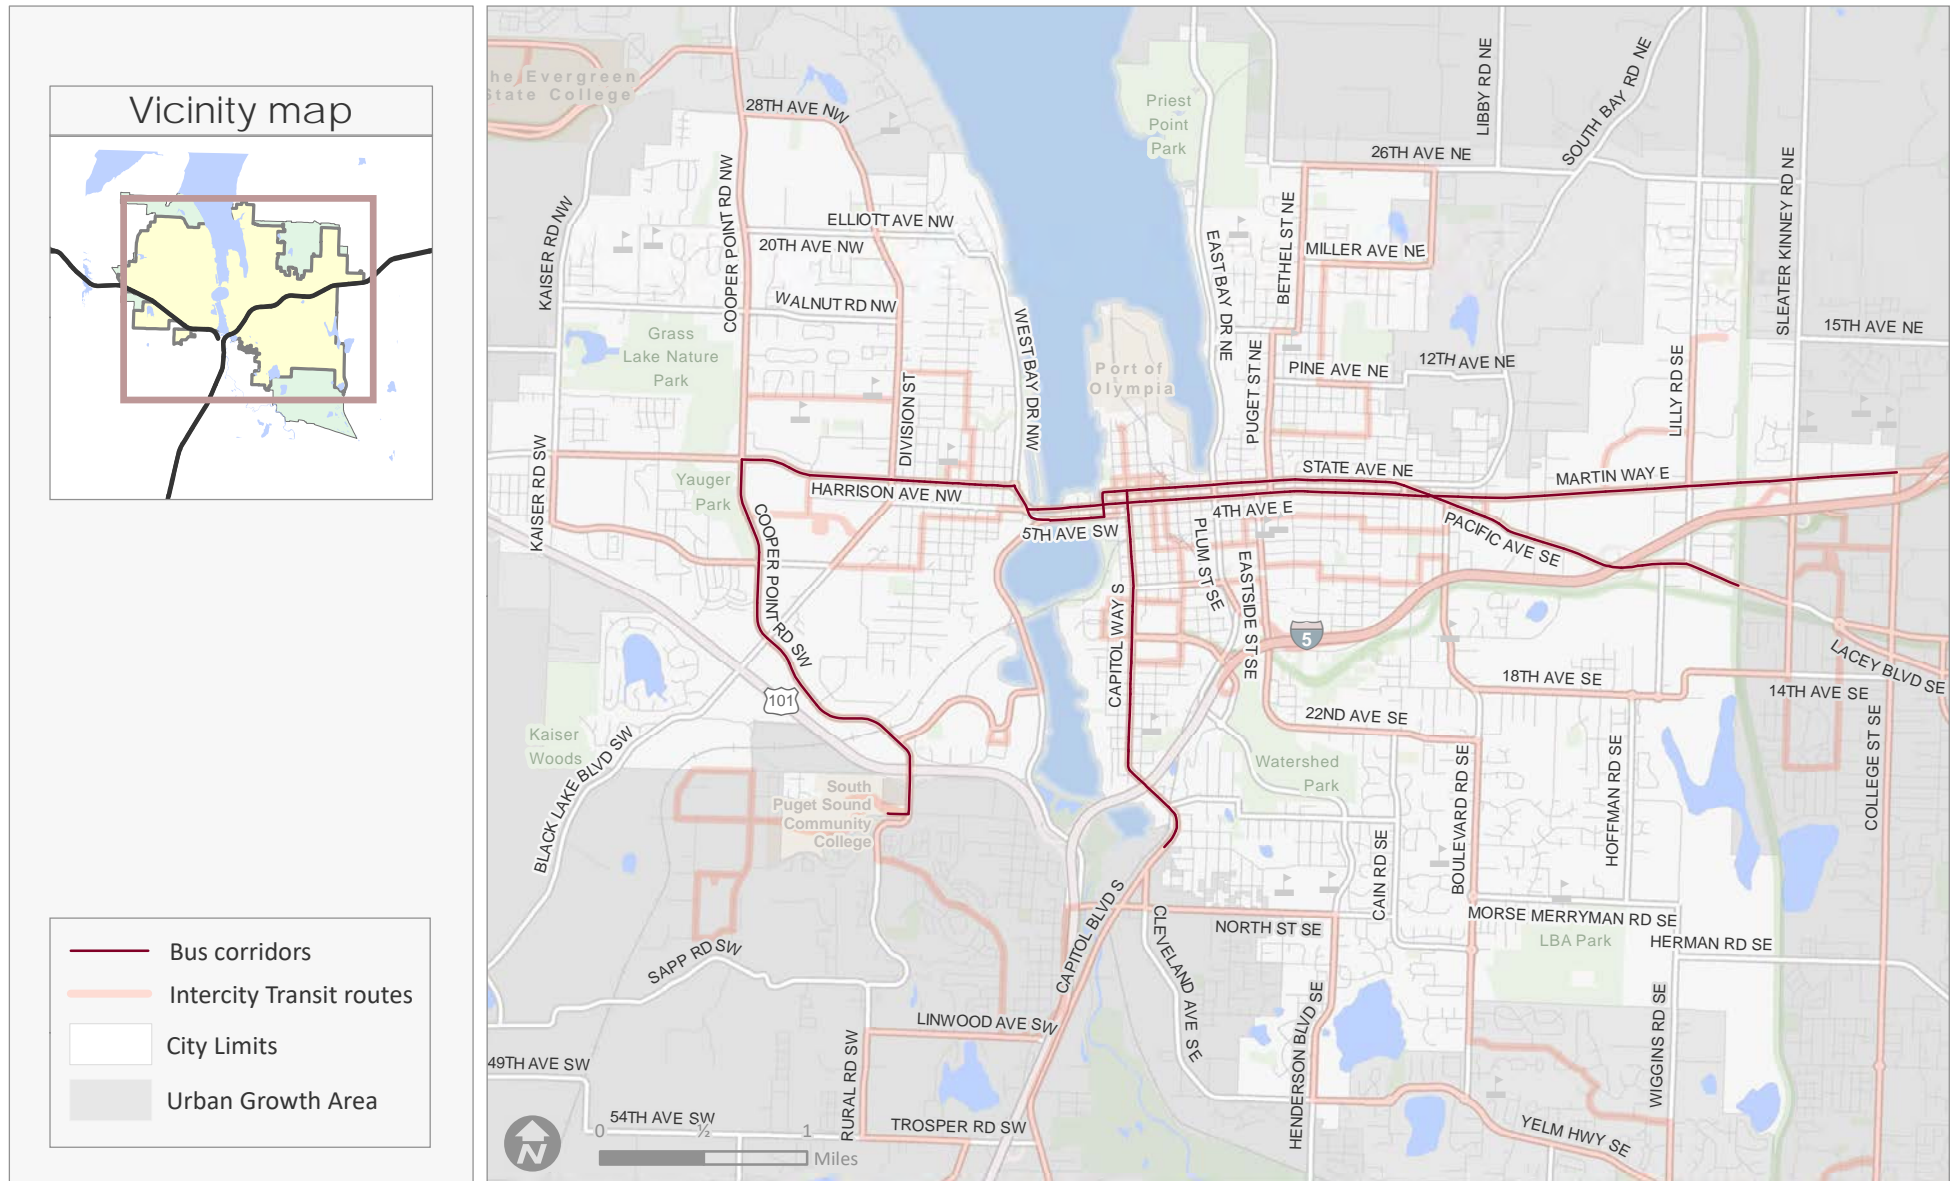 Vicinity map
Bus corridors
Intercity Transit routes
City Limits
Urban Growth Area
he Evergreen
State College
28TH AVE NW
KAISER RD NW
COOPER POINT RD NW
ELLIOTT AVE NW
20TH AVE NW
WALNUT RD NW
Grass
Lake Nature
Park
WEST BAY DR NW
DIVISION ST
KAISER RD SW
Yauger
Park
HARRISON AVE NW
COOPER POINT RD SW
5TH AVE SW
Priest
Point
Park
EAST BAY DR NE
Port of
Olympia
BETHEL ST NE
PUGET ST NE
26TH AVE NE
LIBBY RD NE
SOUTH BAY RD NE
MILLER AVE NE
PINE AVE NE
12TH AVE NE
SLEATER KINNEY RD NE
15TH AVE NE
LILLY RD SE
STATE AVE NE
MARTIN WAY E
4TH AVE E
PACIFIC AVE SE
PLUM ST SE
EASTSIDE ST SE
CAPITOL WAY S
5
101
18TH AVE SE
14TH AVE SE
LACEY BLVD SE
COLLEGE ST SE
22ND AVE SE
Watershed
Park
BOULEVARD RD SE
HOFFMAN RD SE
CAIN RD SE
Kaiser
Woods
BLACK LAKE BLVD SW
South
Puget Sound
Community
College
SAPP RD SW
CAPITOL BLVD S
CLEVELAND AVE SE
NORTH ST SE
MORSE MERRYMAN RD SE
LBA Park
HERMAN RD SE
HENDERSON BLVD SE
WIGGINS RD SE
LINWOOD AVE SW
RURAL RD SW
49TH AVE SW
54TH AVE SW
TROSPER RD SW
YELM HWY SE
N
0 ½ 1
Miles